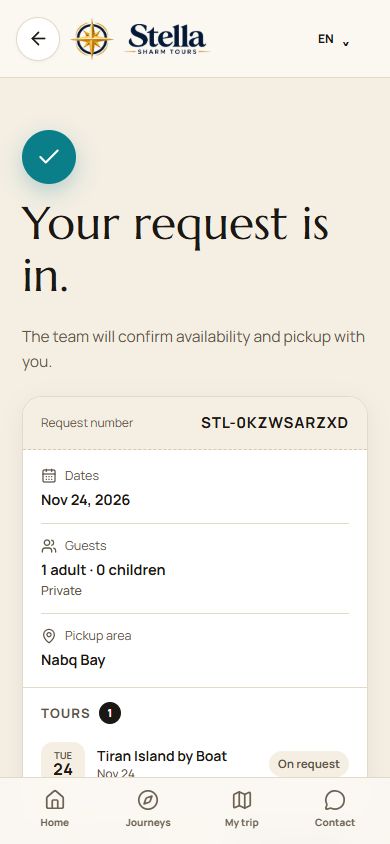 Stella
SHARM TOURS
EN
Your request is
in.
The team will confirm availability and pickup with
you.
Request number STL-0KZWSARZXD
Dates
Nov 24, 2026
Guests
1 adult · 0 children
Private
Pickup area
Nabq Bay
TOURS 1
TUE
24
Tiran Island by Boat
Nov 24
On request
Home Journeys My trip Contact